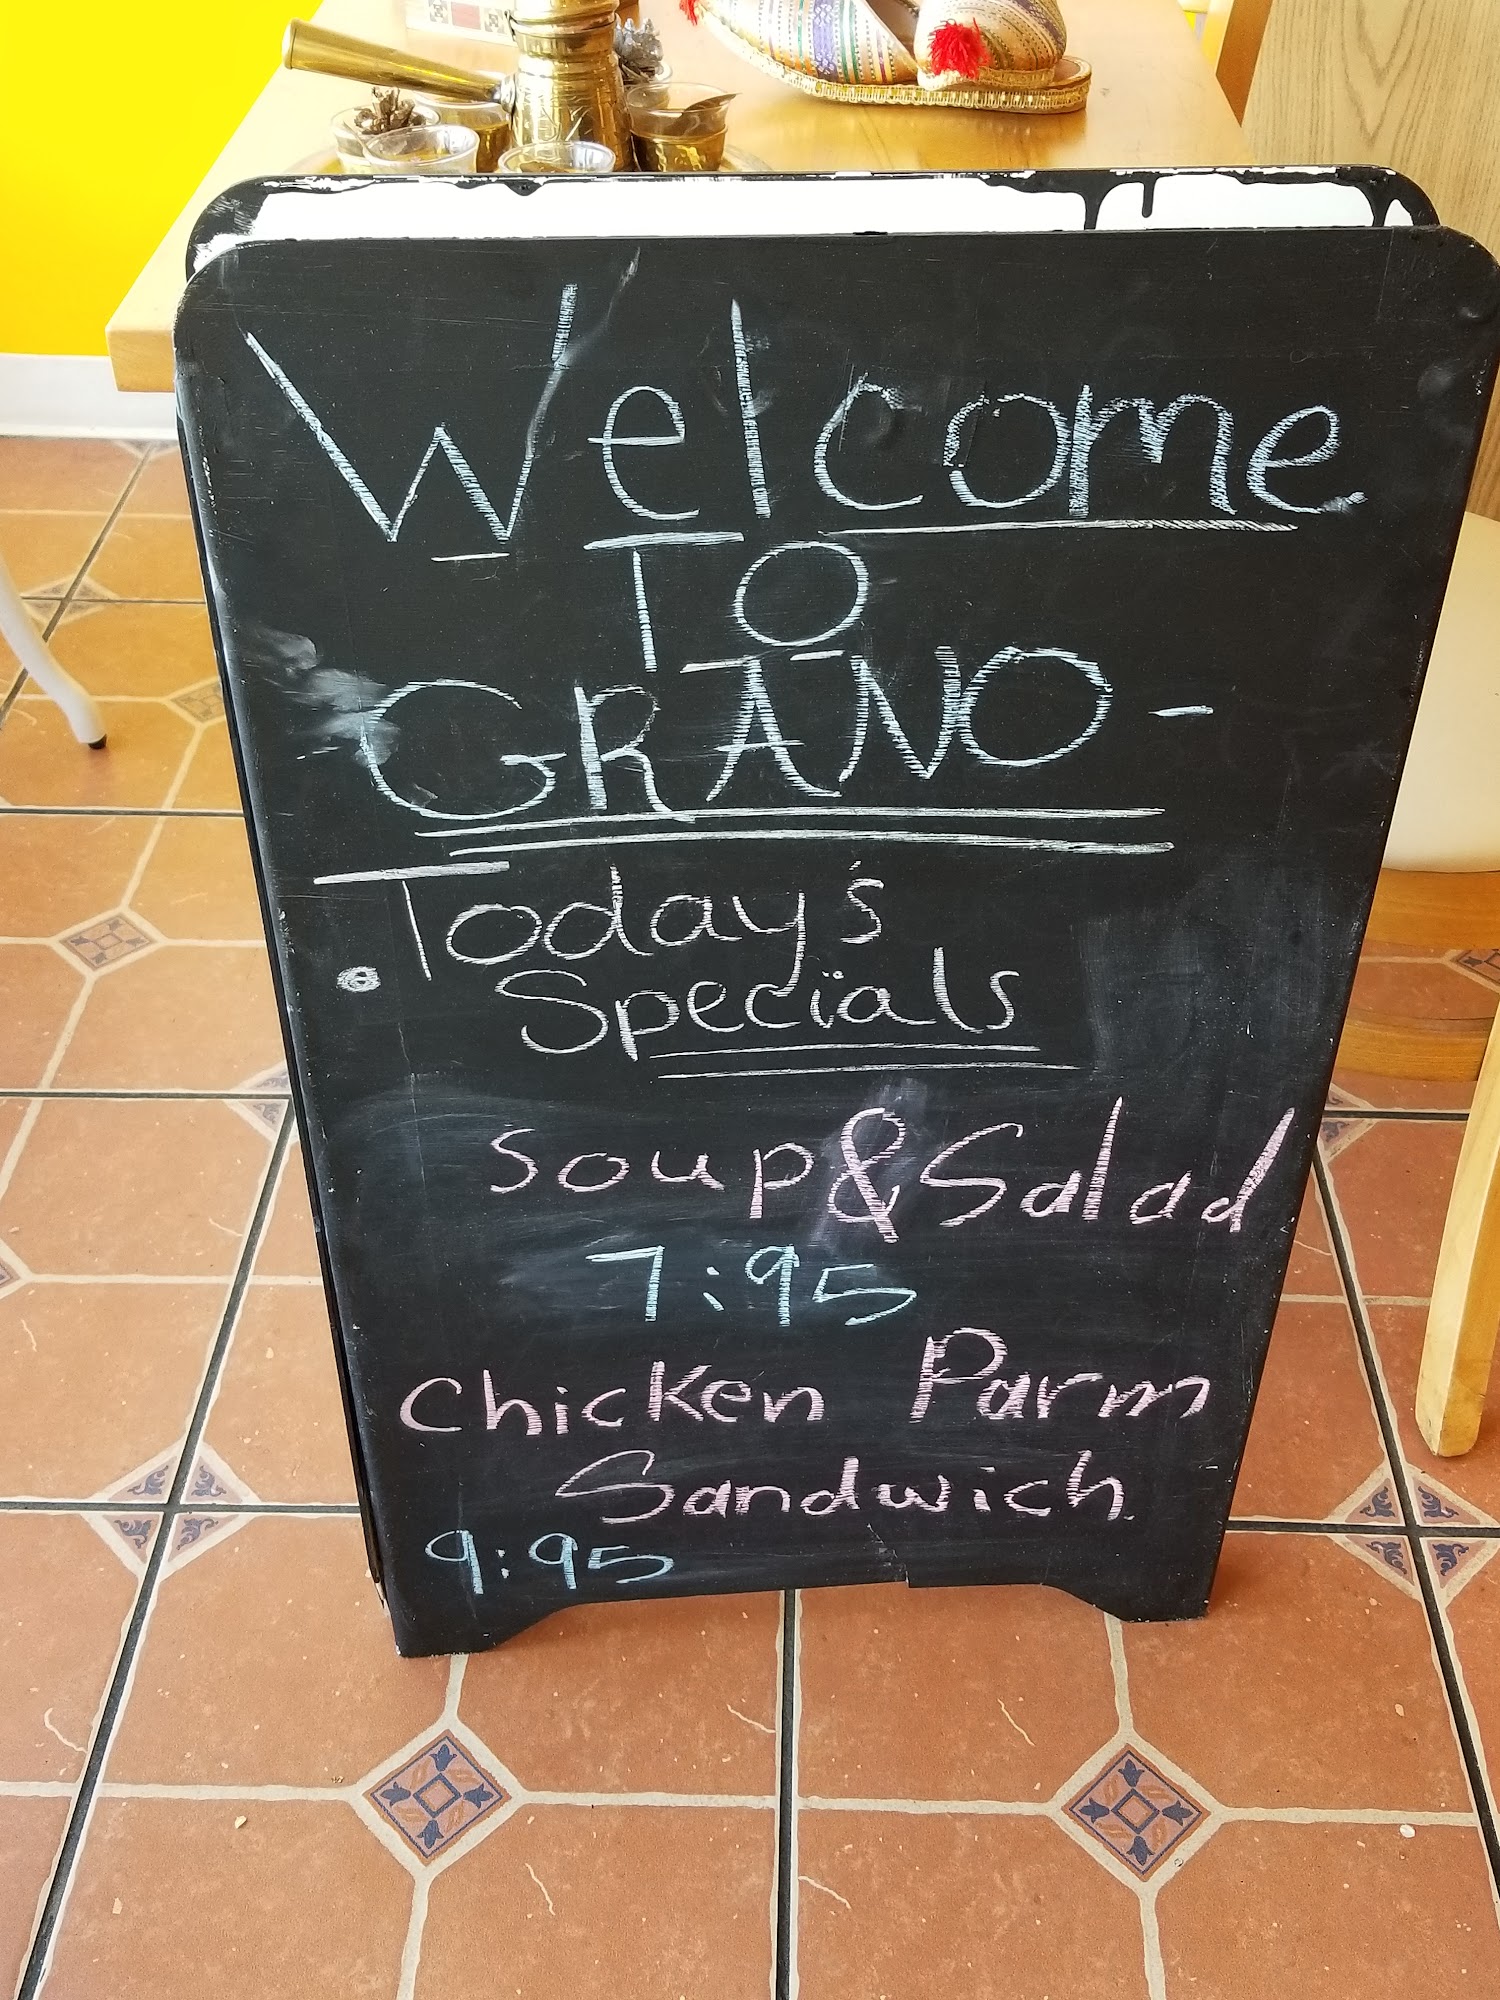 Welcome
TO
-GRANO-
Today's
Specials
Soup & Salad
7:95
Chicken Parm
Sandwich.
9:95